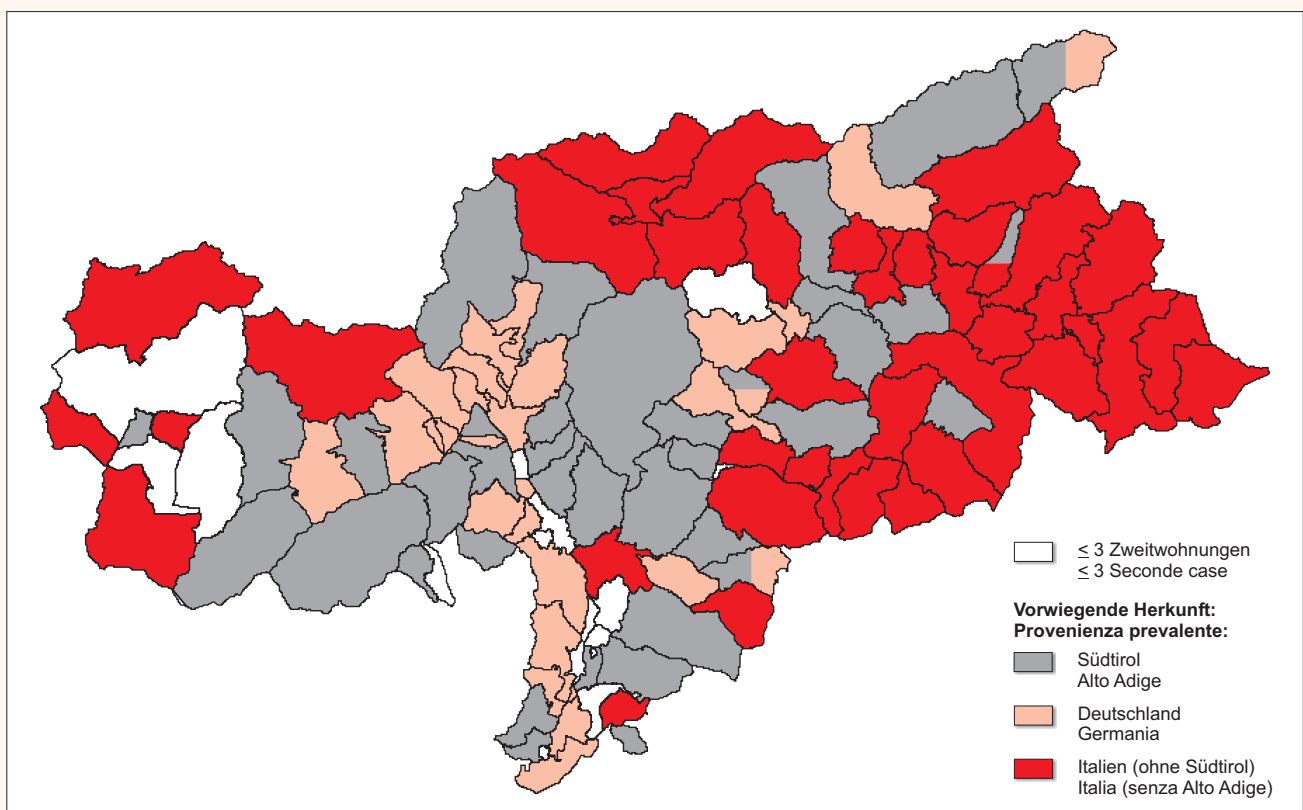 ≤ 3 Zweitwohnungen
≤ 3 Seconde case
Vorwiegende Herkunft:
Provenienza prevalente:
Südtirol
Alto Adige
Deutschland
Germania
Italien (ohne Südtirol)
Italia (senza Alto Adige)